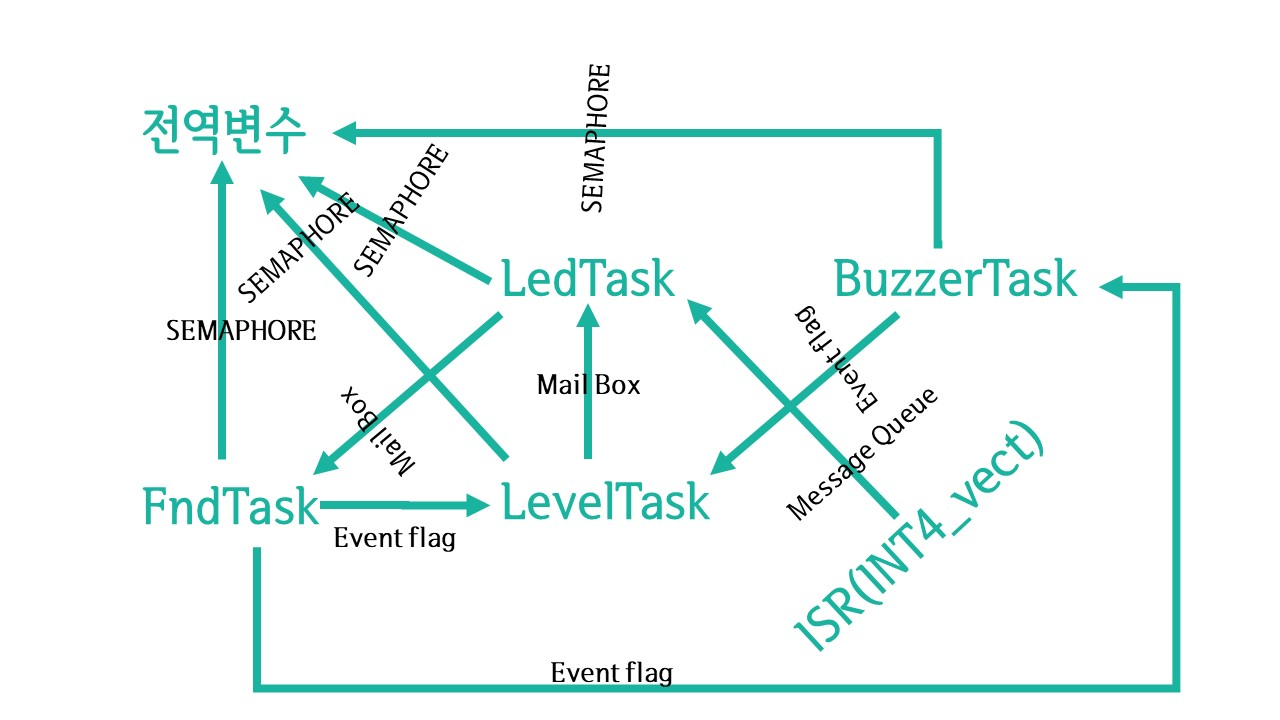 전역변수
SEMAPHORE
SEMAPHORE
SEMAPHORE
SEMAPHORE
LedTask
BuzzerTask
Event flag
Mail Box
Mail Box
Message Queue
FndTask
LevelTask
ISR(INT4_vect)
Event flag
Event flag